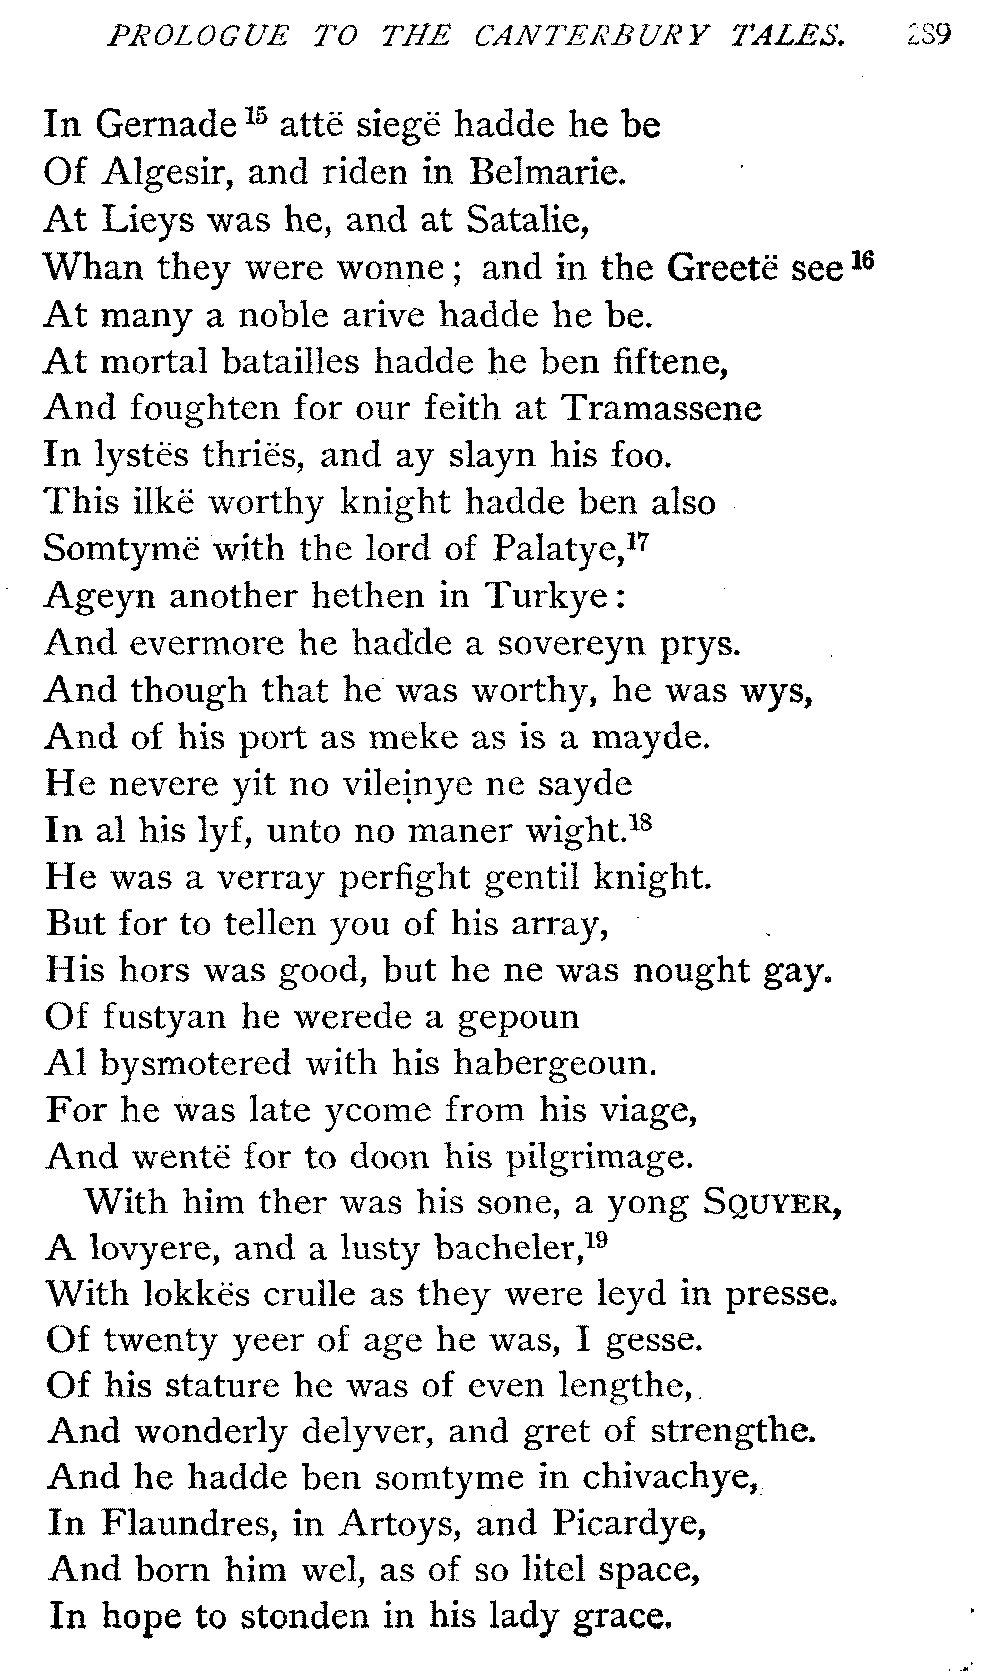 PROLOGUE TO THE CANTERBURY TALES. 289
In Gernade¹⁵ attë siegë hadde he be
Of Algesir, and riden in Belmarie.
At Lieys was he, and at Satalie,
Whan they were wonne; and in the Greetë see¹⁶
At many a noble arive hadde he be.
At mortal batailles hadde he ben fiftene,
And foughten for our feith at Tramassene
In lystës thriës, and ay slayn his foo.
This ilkë worthy knight hadde ben also
Somtymë with the lord of Palatye,¹⁷
Ageyn another hethen in Turkye:
And evermore he hadde a sovereyn prys.
And though that he was worthy, he was wys,
And of his port as meke as is a mayde.
He nevere yit no vileinye ne sayde
In al his lyf, unto no maner wight.¹⁸
He was a verray perfight gentil knight.
But for to tellen you of his array,
His hors was good, but he ne was nought gay.
Of fustyan he werede a gepoun
Al bysmotered with his habergeoun.
For he was late ycome from his viage,
And wentë for to doon his pilgrimage.
With him ther was his sone, a yong SQUYER,
A lovyere, and a lusty bacheler,¹⁹
With lokkës crulle as they were leyd in presse.
Of twenty yeer of age he was, I gesse.
Of his stature he was of even lengthe,
And wonderly delyver, and gret of strengthe.
And he hadde ben somtyme in chivachye,
In Flaundres, in Artoys, and Picardye,
And born him wel, as of so litel space,
In hope to stonden in his lady grace.